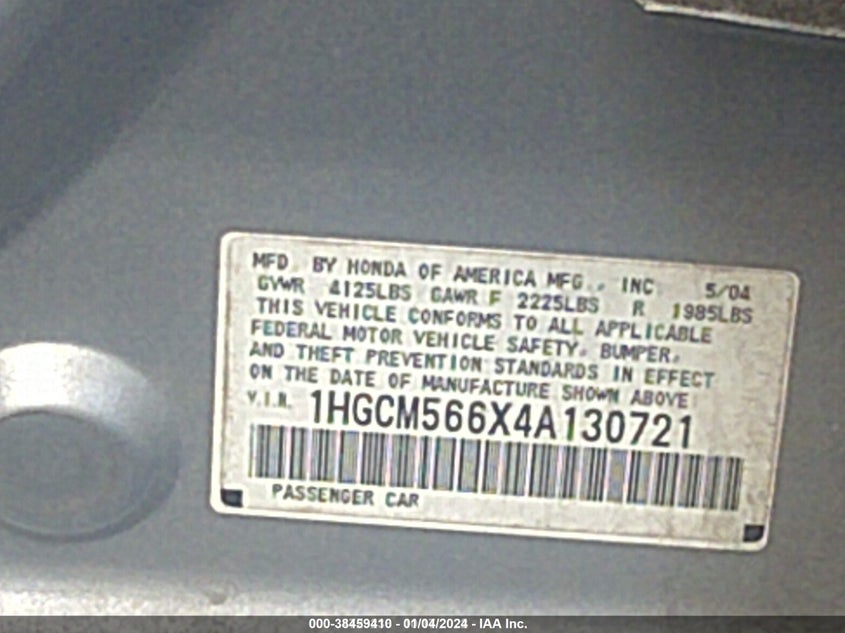 MFD. BY HONDA OF AMERICA MFG., INC. 5/04
GVWR 4125LBS GAWR F 2225LBS R 1985LBS
THIS VEHICLE CONFORMS TO ALL APPLICABLE
FEDERAL MOTOR VEHICLE SAFETY, BUMPER,
AND THEFT PREVENTION STANDARDS IN EFFECT
ON THE DATE OF MANUFACTURE SHOWN ABOVE
V.I.N. 1HGCM566X4A130721
PASSENGER CAR
000-38459410 - 01/04/2024 - IAA Inc.